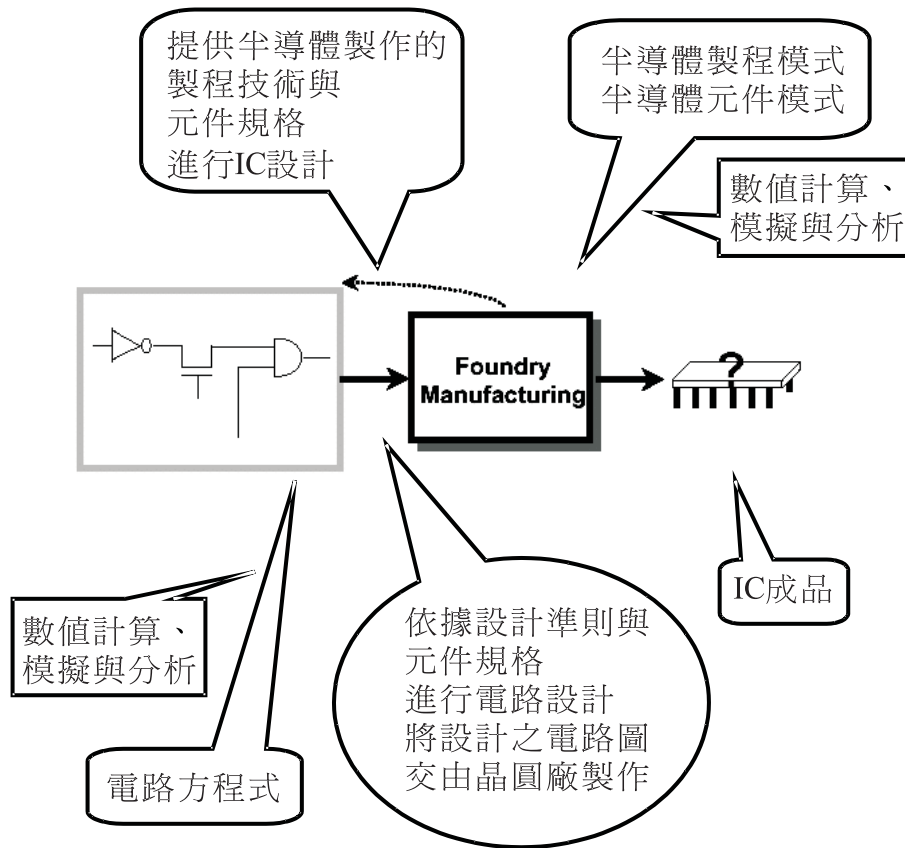 提供半導體製作的
製程技術與
元件規格
進行IC設計
半導體製程模式
半導體元件模式
數值計算、
模擬與分析
Foundry
Manufacturing
?
IC成品
數值計算、
模擬與分析
依據設計準則與
元件規格
進行電路設計
將設計之電路圖
交由晶圓廠製作
電路方程式